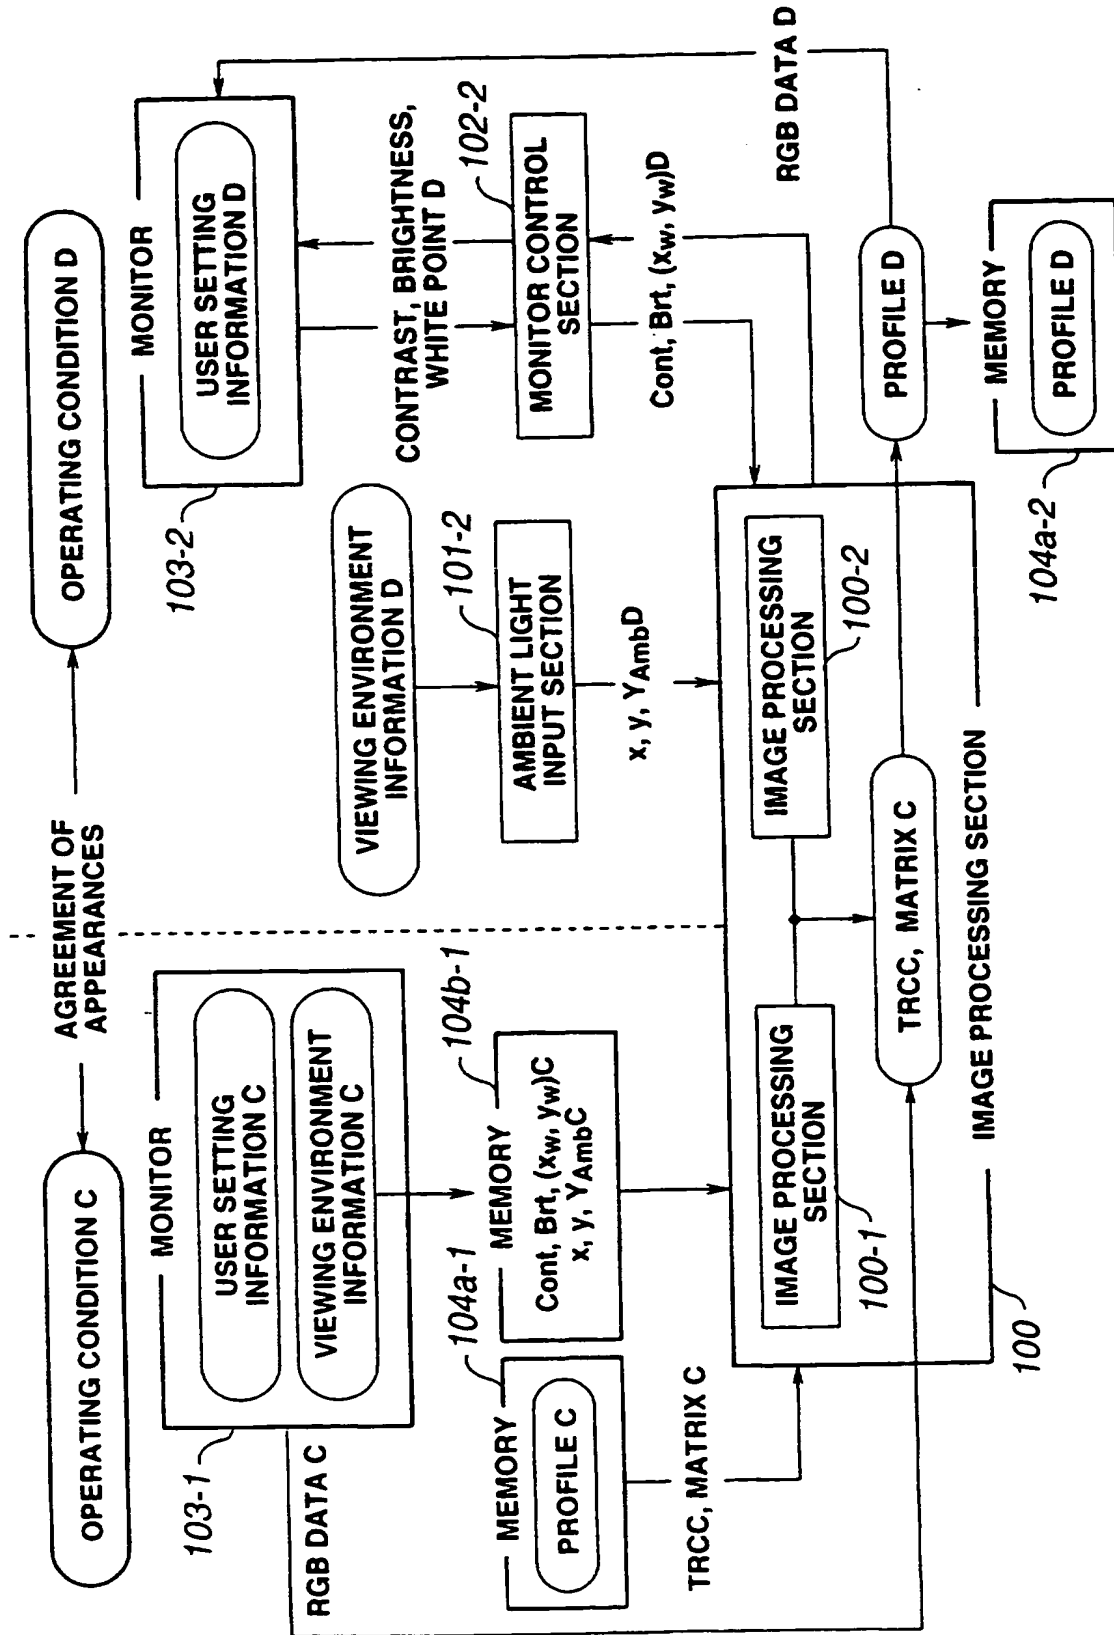 OPERATING CONDITION C
AGREEMENT OF
APPEARANCES
OPERATING CONDITION D
103-1
MONITOR
USER SETTING
INFORMATION C
VIEWING ENVIRONMENT
INFORMATION C
RGB DATA C
104a-1
MEMORY
PROFILE C
TRCC, MATRIX C
104b-1
MEMORY
Cont, Brt, (xw, yw)C
x, y, YAmbC
103-2
MONITOR
USER SETTING
INFORMATION D
VIEWING ENVIRONMENT
INFORMATION D
CONTRAST, BRIGHTNESS,
WHITE POINT D
101-2
AMBIENT LIGHT
INPUT SECTION
x, y, YAmbD
102-2
MONITOR CONTROL
SECTION
Cont, Brt, (xw, yw)D
RGB DATA D
IMAGE PROCESSING
SECTION
100-1
IMAGE PROCESSING
SECTION
100-2
TRCC, MATRIX C
IMAGE PROCESSING SECTION
100
PROFILE D
MEMORY
PROFILE D
104a-2